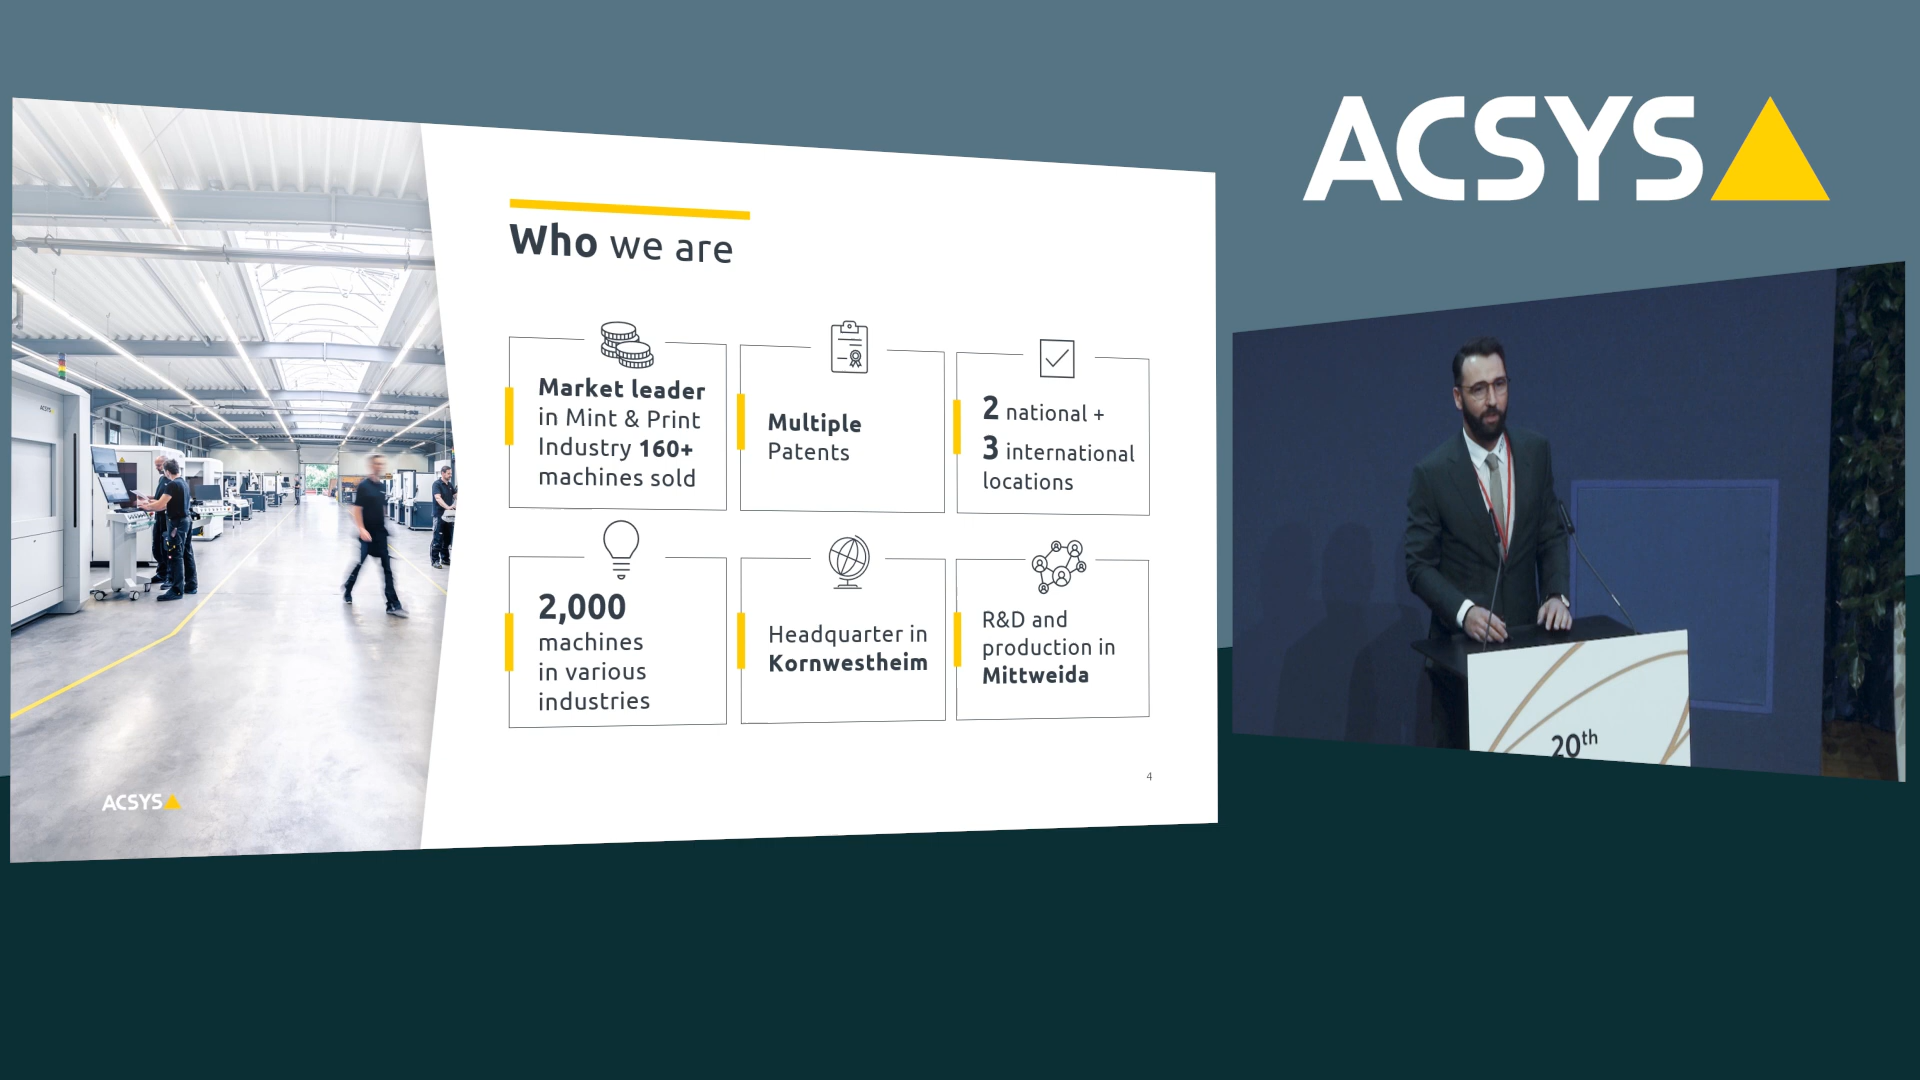 ACSYS
Who we are
Market leader
in Mint & Print
Industry 160+
machines sold
Multiple
Patents
2 national +
3 international
locations
2,000
machines
in various
industries
Headquarter in
Kornwestheim
R&D and
production in
Mittweida
4
ACSYS
ACSYS
20th